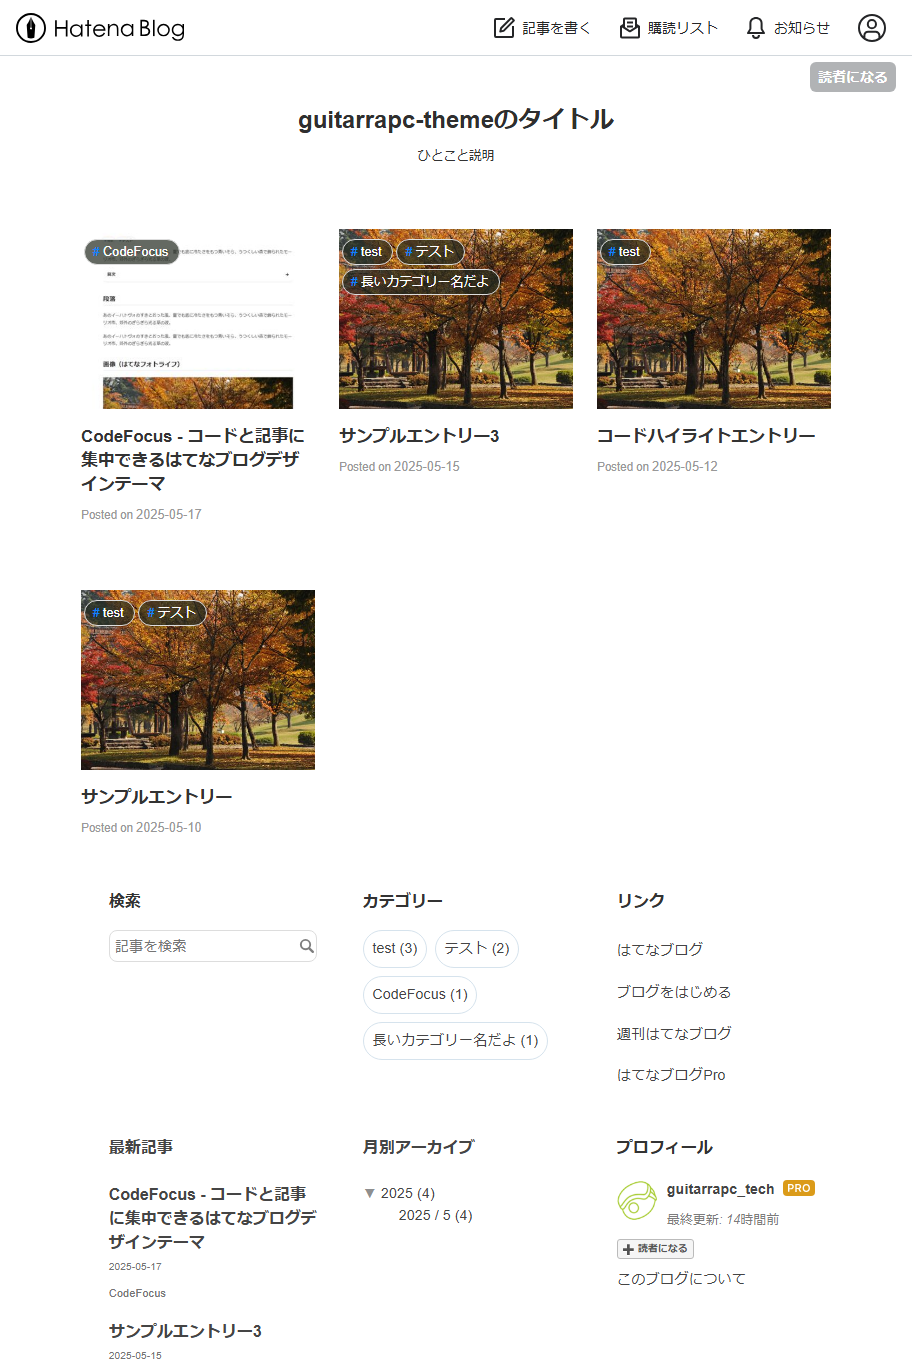 Hatena Blog
記事を書く
購読リスト
お知らせ
読者になる
guitarrapc-themeのタイトル
ひとこと説明
# CodeFocus
概要
段落
画像（はてなフォトライフ）
CodeFocus - コードと記事に
集中できるはてなブログデザ
インテーマ
Posted on 2025-05-17
# test
# テスト
# 長いカテゴリー名だよ
サンプルエントリー3
Posted on 2025-05-15
# test
コードハイライトエントリー
Posted on 2025-05-12
# test
# テスト
サンプルエントリー
Posted on 2025-05-10
検索
記事を検索
カテゴリー
test (3)
テスト (2)
CodeFocus (1)
長いカテゴリー名だよ (1)
リンク
はてなブログ
ブログをはじめる
週刊はてなブログ
はてなブログPro
最新記事
CodeFocus - コードと記事
に集中できるはてなブログデ
ザインテーマ
2025-05-17
CodeFocus
サンプルエントリー3
2025-05-15
月別アーカイブ
▼ 2025 (4)
2025 / 5 (4)
プロフィール
guitarrapc_tech PRO
最終更新: 14時間前
読者になる
このブログについて